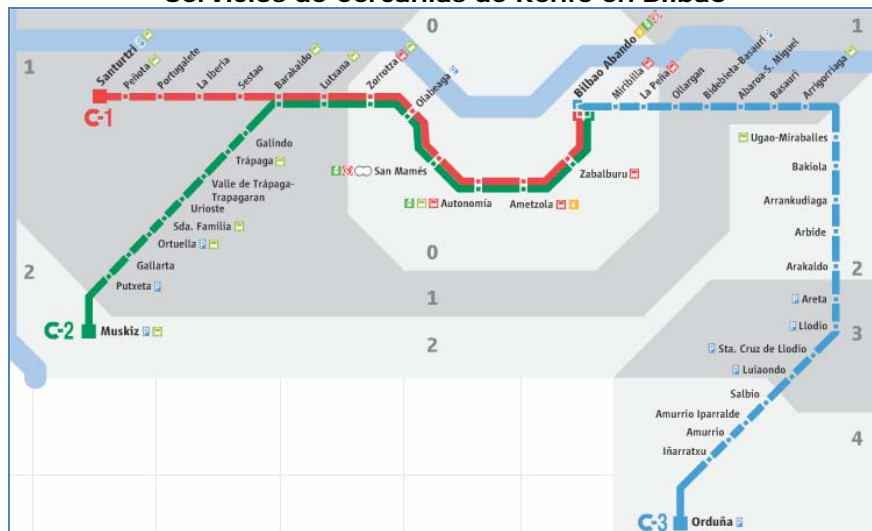 Servicios de Cercanías de Renfe en Bilbao
0
1
1
Santurtzi
Peñota
Portugalete
La Iberia
Sestao
Barakaldo
Lutxana
Zorrotza
Olabeaga
Bilbao Abando
Miribilla
La Peña
Ollargan
Bidebieta-Basauri
Abaroa-S. Miguel
Basauri
Arrigorriaga
C-1
Galindo
Trápaga
Valle de Trápaga-
Trapagaran
Urioste
Sda. Familia
Ortuella
Gallarta
Putxeta
C-2 Muskiz
San Mamés
Autonomía
Ametzola
Zabalburu
Ugao-Miraballes
Bakiola
Arrankudiaga
Arbide
Arakaldo
Areta
Llodio
Sta. Cruz de Llodio
Luiaondo
Salbio
Amurrio Iparralde
Amurrio
Iñarratxu
C-3 Orduña
0
1
2
2
2
3
4